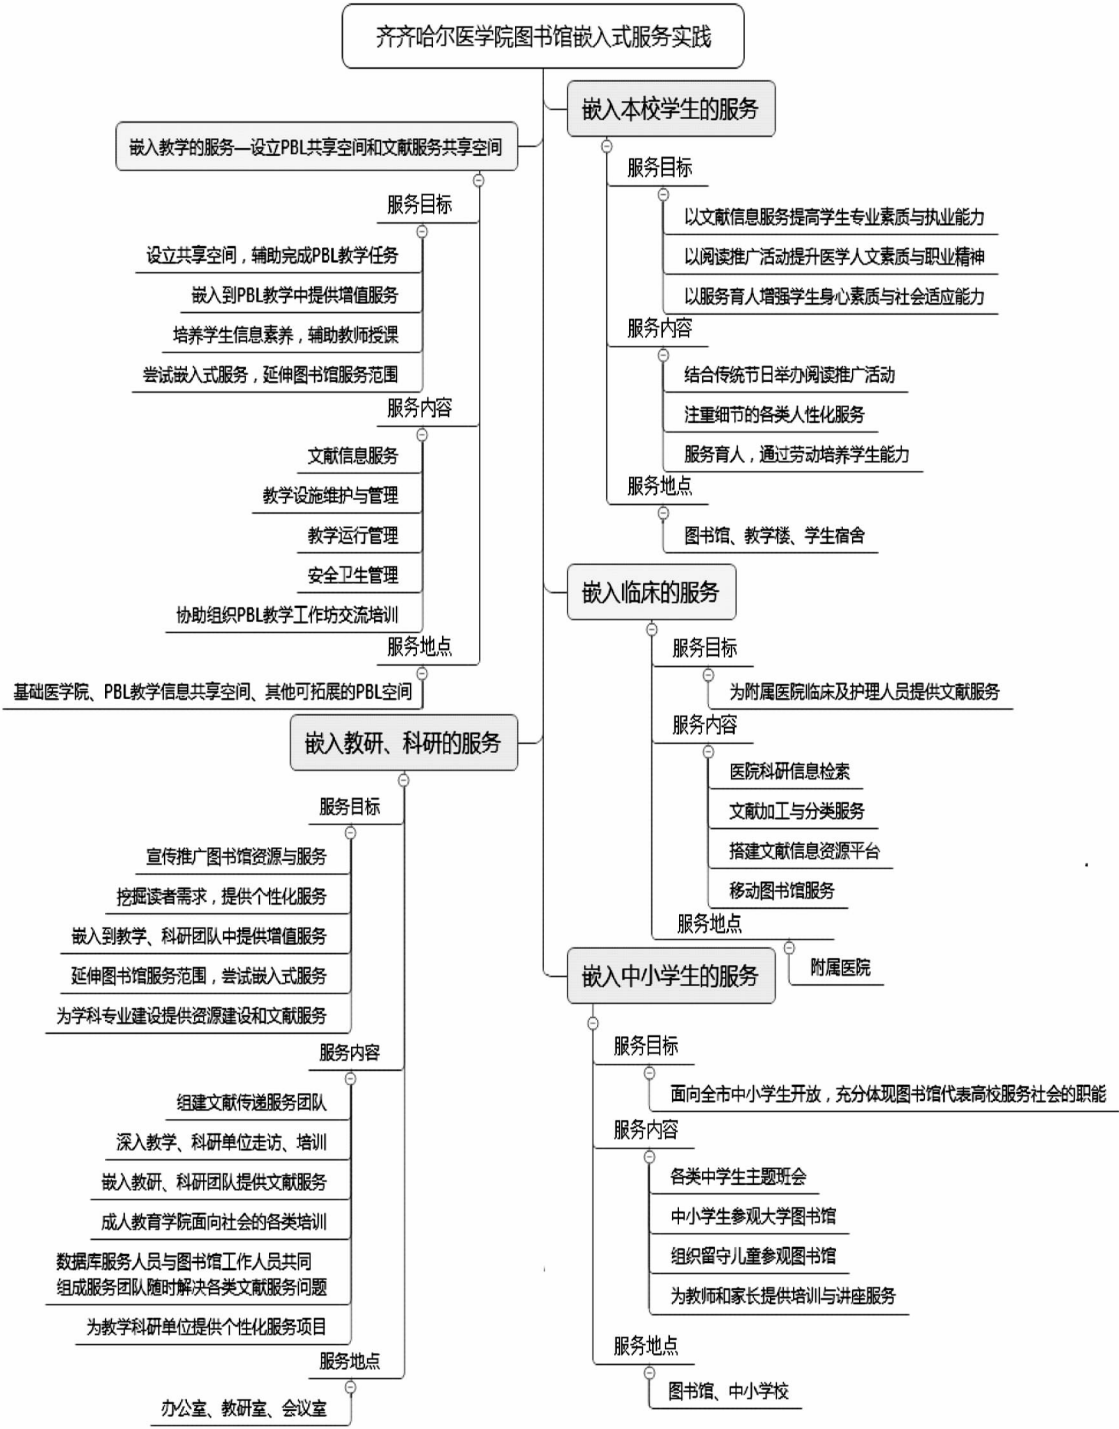 齐齐哈尔医学院图书馆嵌入式服务实践
嵌入教学的服务—设立PBL共享空间和文献服务共享空间
服务目标
设立共享空间，辅助完成PBL教学任务
嵌入到PBL教学中提供增值服务
培养学生信息素养，辅助教师授课
尝试嵌入式服务，延伸图书馆服务范围
服务内容
文献信息服务
教学设施维护与管理
教学运行管理
安全卫生管理
协助组织PBL教学工作坊交流培训
服务地点
基础医学院、PBL教学信息共享空间、其他可拓展的PBL空间
嵌入教研、科研的服务
服务目标
宣传推广图书馆资源与服务
挖掘读者需求，提供个性化服务
嵌入到教学、科研团队中提供增值服务
延伸图书馆服务范围，尝试嵌入式服务
为学科专业建设提供资源建设和文献服务
服务内容
组建文献传递服务团队
深入教学、科研单位走访、培训
嵌入教研、科研团队提供文献服务
成人教育学院面向社会的各类培训
数据库服务人员与图书馆工作人员共同
组成服务团队随时解决各类文献服务问题
为教学科研单位提供个性化服务项目
服务地点
办公室、教研室、会议室
嵌入本校学生的服务
服务目标
以文献信息服务提高学生专业素质与执业能力
以阅读推广活动提升医学人文素质与职业精神
以服务育人增强学生身心素质与社会适应能力
服务内容
结合传统节日举办阅读推广活动
注重细节的各类人性化服务
服务育人，通过劳动培养学生能力
服务地点
图书馆、教学楼、学生宿舍
嵌入临床的服务
服务目标
为附属医院临床及护理人员提供文献服务
服务内容
医院科研信息检索
文献加工与分类服务
搭建文献信息资源平台
移动图书馆服务
服务地点
附属医院
嵌入中小学生的服务
服务目标
面向全市中小学生开放，充分体现图书馆代表高校服务社会的职能
服务内容
各类中学生主题班会
中小学生参观大学图书馆
组织留守儿童参观图书馆
为教师和家长提供培训与讲座服务
服务地点
图书馆、中小学校